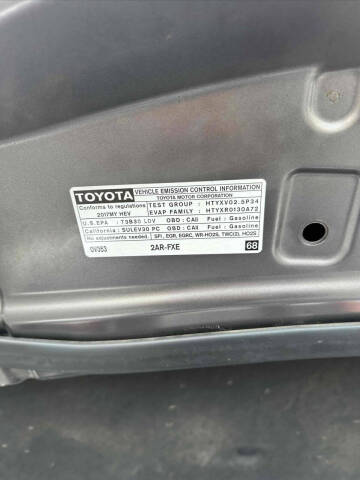 TOYOTA VEHICLE EMISSION CONTROL INFORMATION
TOYOTA MOTOR CORPORATION
Conforms to regulations TEST GROUP : HTYXV02.5P34
2017MY HEV EVAP FAMILY : HTYXR0130A72
U.S.EPA : T3B30 LDV OBD : CAII Fuel : Gasoline
California : SULEV30 PC OBD : CAII Fuel : Gasoline
No adjustments needed. SFI, EGR, EGRC, WR-HO2S, TWC(2), HO2S
0V353 2AR-FXE 68